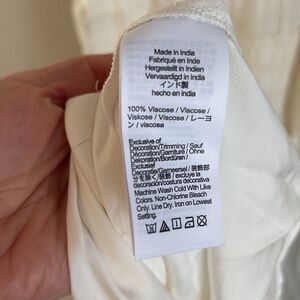 Made in India
Fabriqué en Inde
Hergestellt in Indien
Vervaardigd in India
インド製
hecho en India
100% Viscose / Viscose /
Viskose / Viscose / レーヨ
ン / viscosa
Exclusive of
Decoration/Trimming / Sauf
Décoration/Garniture / Ohne
Dekoration/Bordüren /
Exclusief
Decoratie/Garneersel / 装飾部
分を除く/装飾 / excluye la
decoración/costura decorativa
Machine Wash Cold With Like
Colors. Non-Chlorine Bleach
Only. Line Dry. Iron on Lowest
Setting.